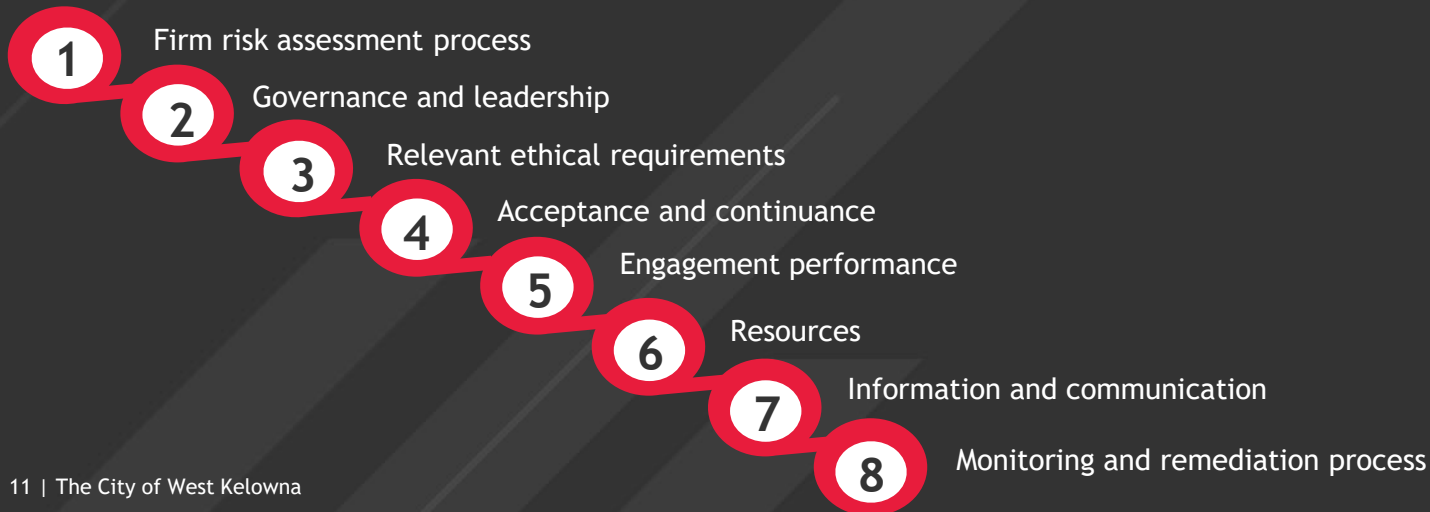 1 Firm risk assessment process
2 Governance and leadership
3 Relevant ethical requirements
4 Acceptance and continuance
5 Engagement performance
6 Resources
7 Information and communication
8 Monitoring and remediation process
11 | The City of West Kelowna